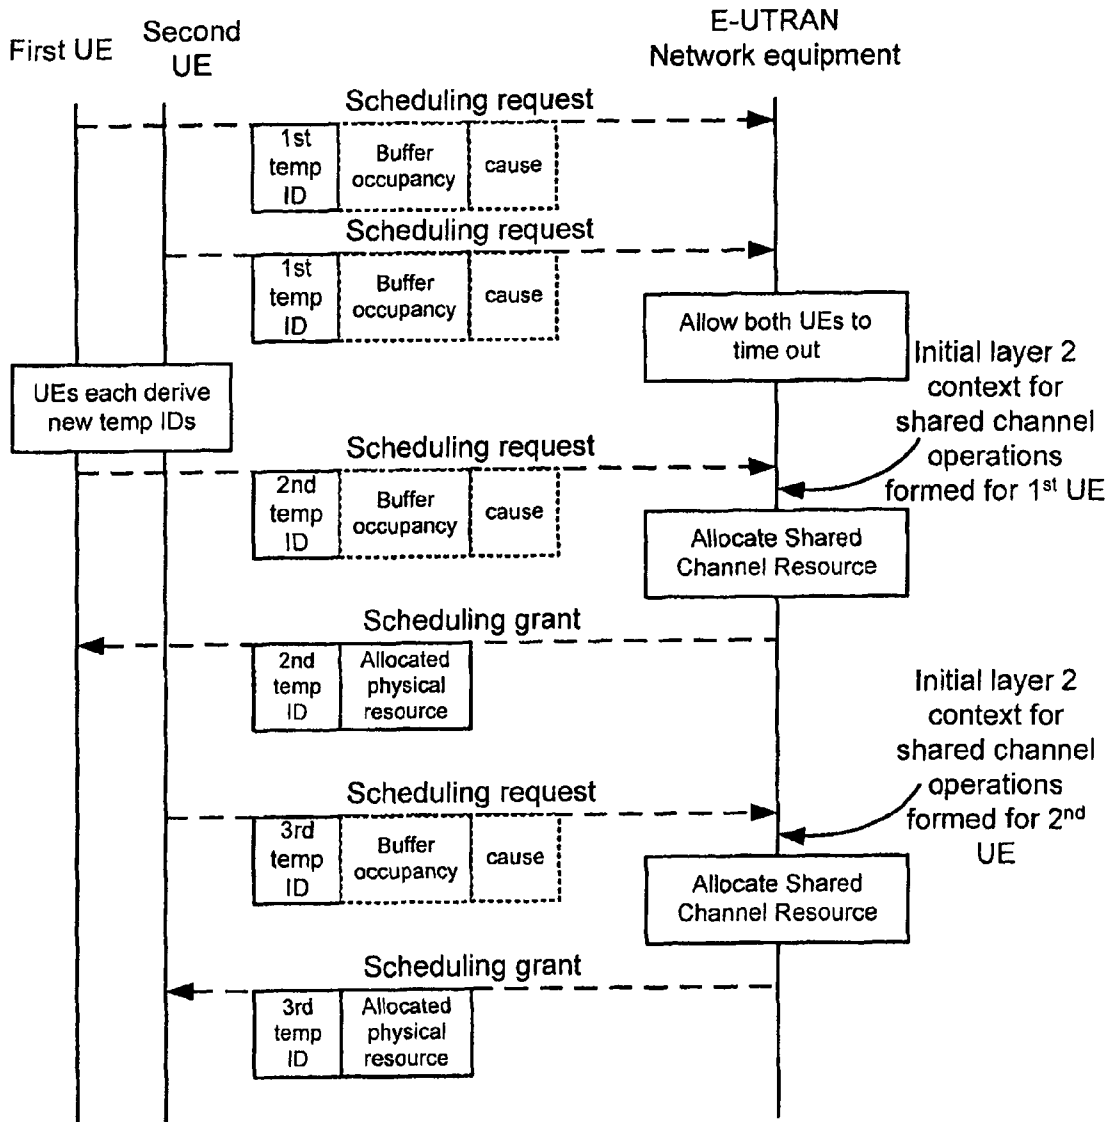 First UE
Second
UE
E-UTRAN
Network equipment
Scheduling request
1st
temp
ID
Buffer
occupancy
cause
Scheduling request
1st
temp
ID
Buffer
occupancy
cause
Allow both UEs to
time out
Initial layer 2
context for
shared channel
operations
formed for 1st UE
UEs each derive
new temp IDs
Scheduling request
2nd
temp
ID
Buffer
occupancy
cause
Allocate Shared
Channel Resource
Scheduling grant
2nd
temp
ID
Allocated
physical
resource
Initial layer 2
context for
shared channel
operations
formed for 2nd
UE
Scheduling request
3rd
temp
ID
Buffer
occupancy
cause
Allocate Shared
Channel Resource
Scheduling grant
3rd
temp
ID
Allocated
physical
resource